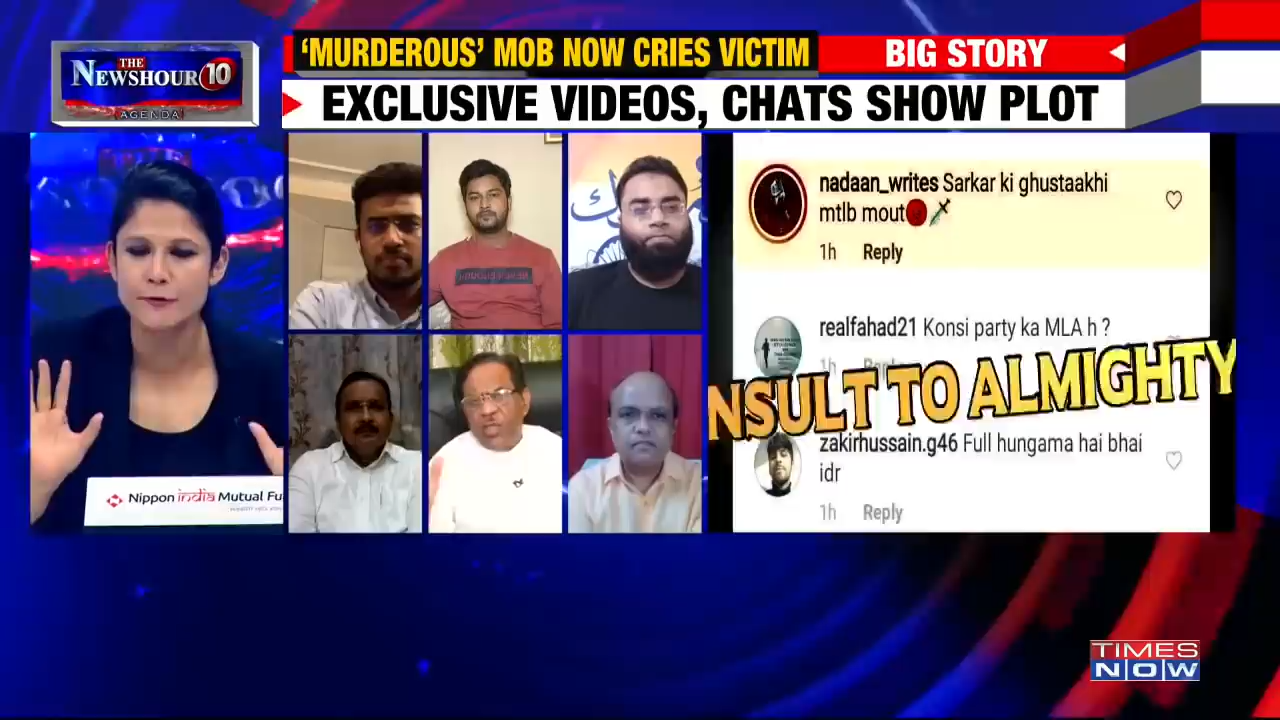 THE
NEWSHOUR 10
AGENDA
'MURDEROUS' MOB NOW CRIES VICTIM
BIG STORY
EXCLUSIVE VIDEOS, CHATS SHOW PLOT
nadaan_writes Sarkar ki ghustaakhi
mtlb mout
1h Reply
realfahad21 Konsi party ka MLA h ?
1h
NSULT TO ALMIGHTY
zakirhussain.g46 Full hungama hai bhai
idr
1h Reply
Nippon india Mutual Fu
TIMES
NOW